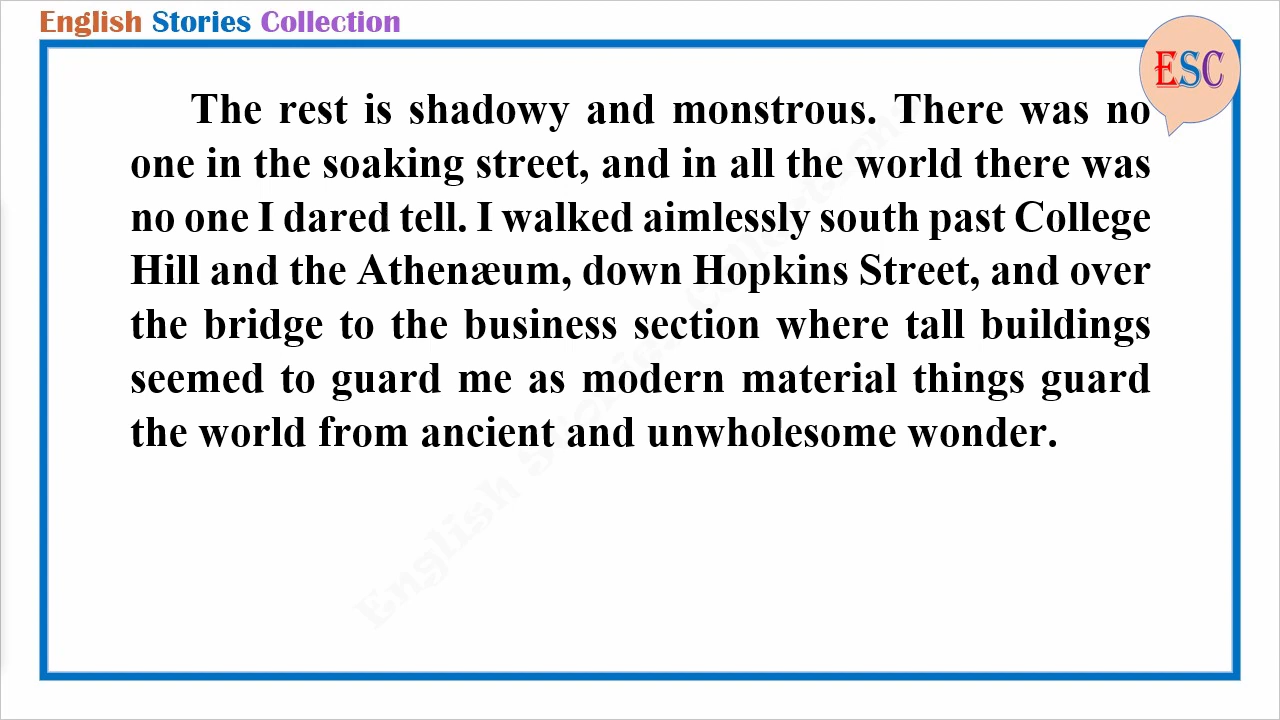 English Stories Collection
ESC
The rest is shadowy and monstrous. There was no
one in the soaking street, and in all the world there was
no one I dared tell. I walked aimlessly south past College
Hill and the Athenæum, down Hopkins Street, and over
the bridge to the business section where tall buildings
seemed to guard me as modern material things guard
the world from ancient and unwholesome wonder.
English Stories Collection